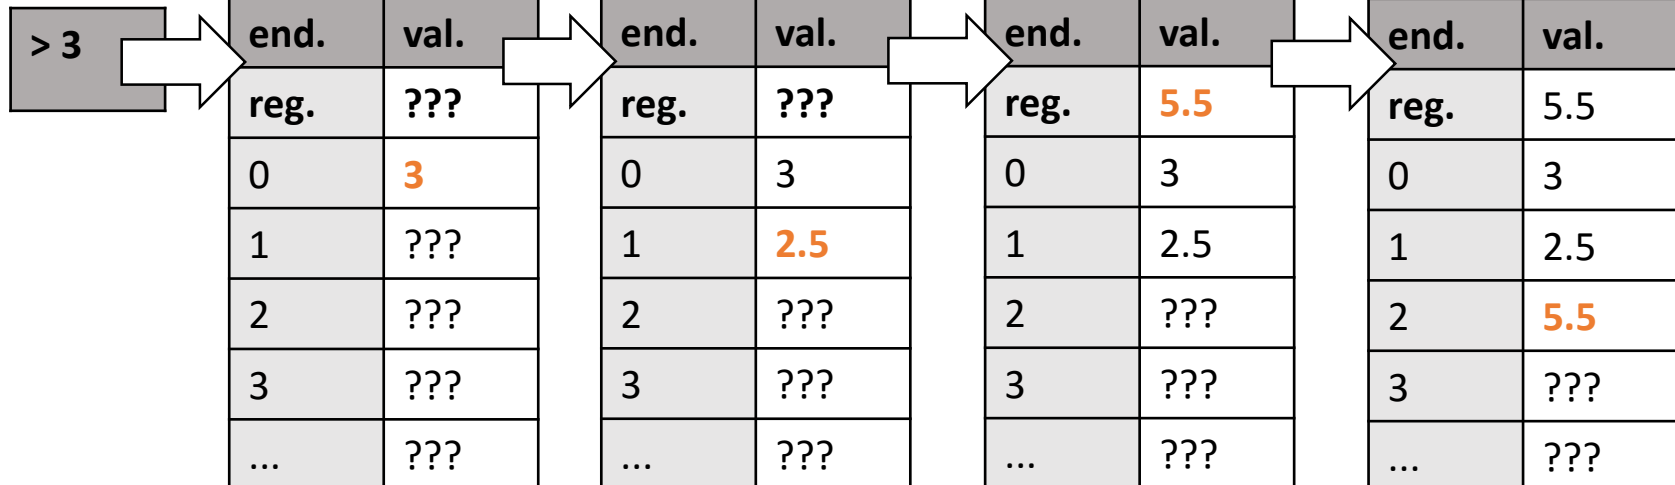 > 3
end. val. end. val. end. val. end. val.
reg. ??? reg. ??? reg. 5.5 reg. 5.5
0 3 0 3 0 3 0 3
1 ??? 1 2.5 1 2.5 1 2.5
2 ??? 2 ??? 2 ??? 2 5.5
3 ??? 3 ??? 3 ??? 3 ???
... ??? ... ??? ... ??? ... ???